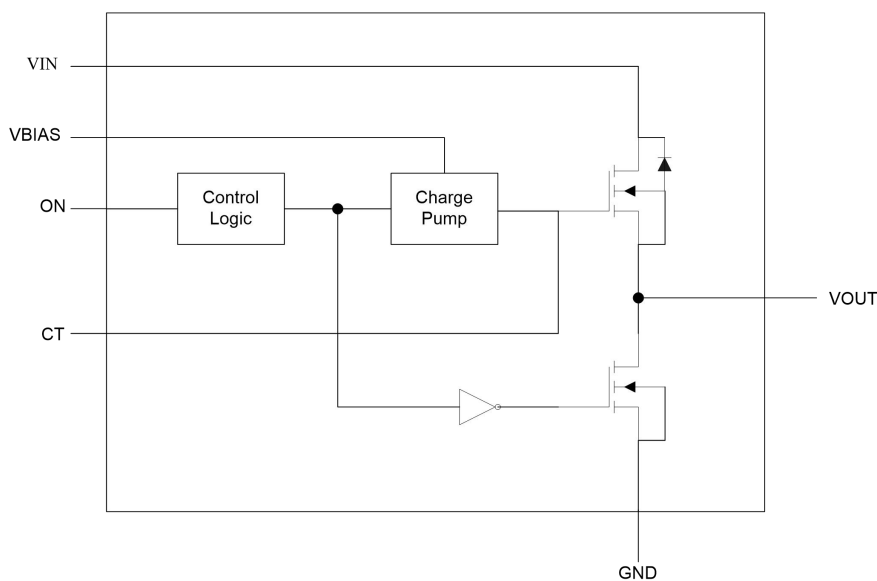 VIN
VBIAS
ON
Control
Logic
Charge
Pump
VOUT
CT
GND